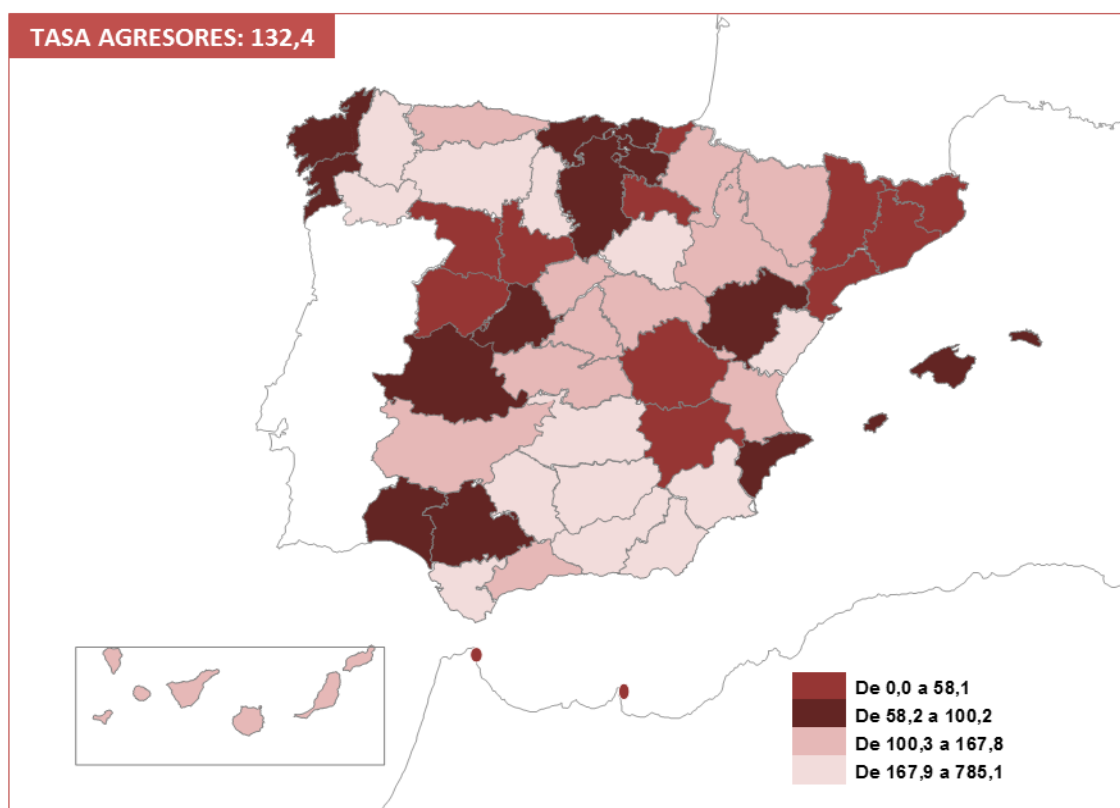 TASA AGRESORES: 132,4
De 0,0 a 58,1
De 58,2 a 100,2
De 100,3 a 167,8
De 167,9 a 785,1